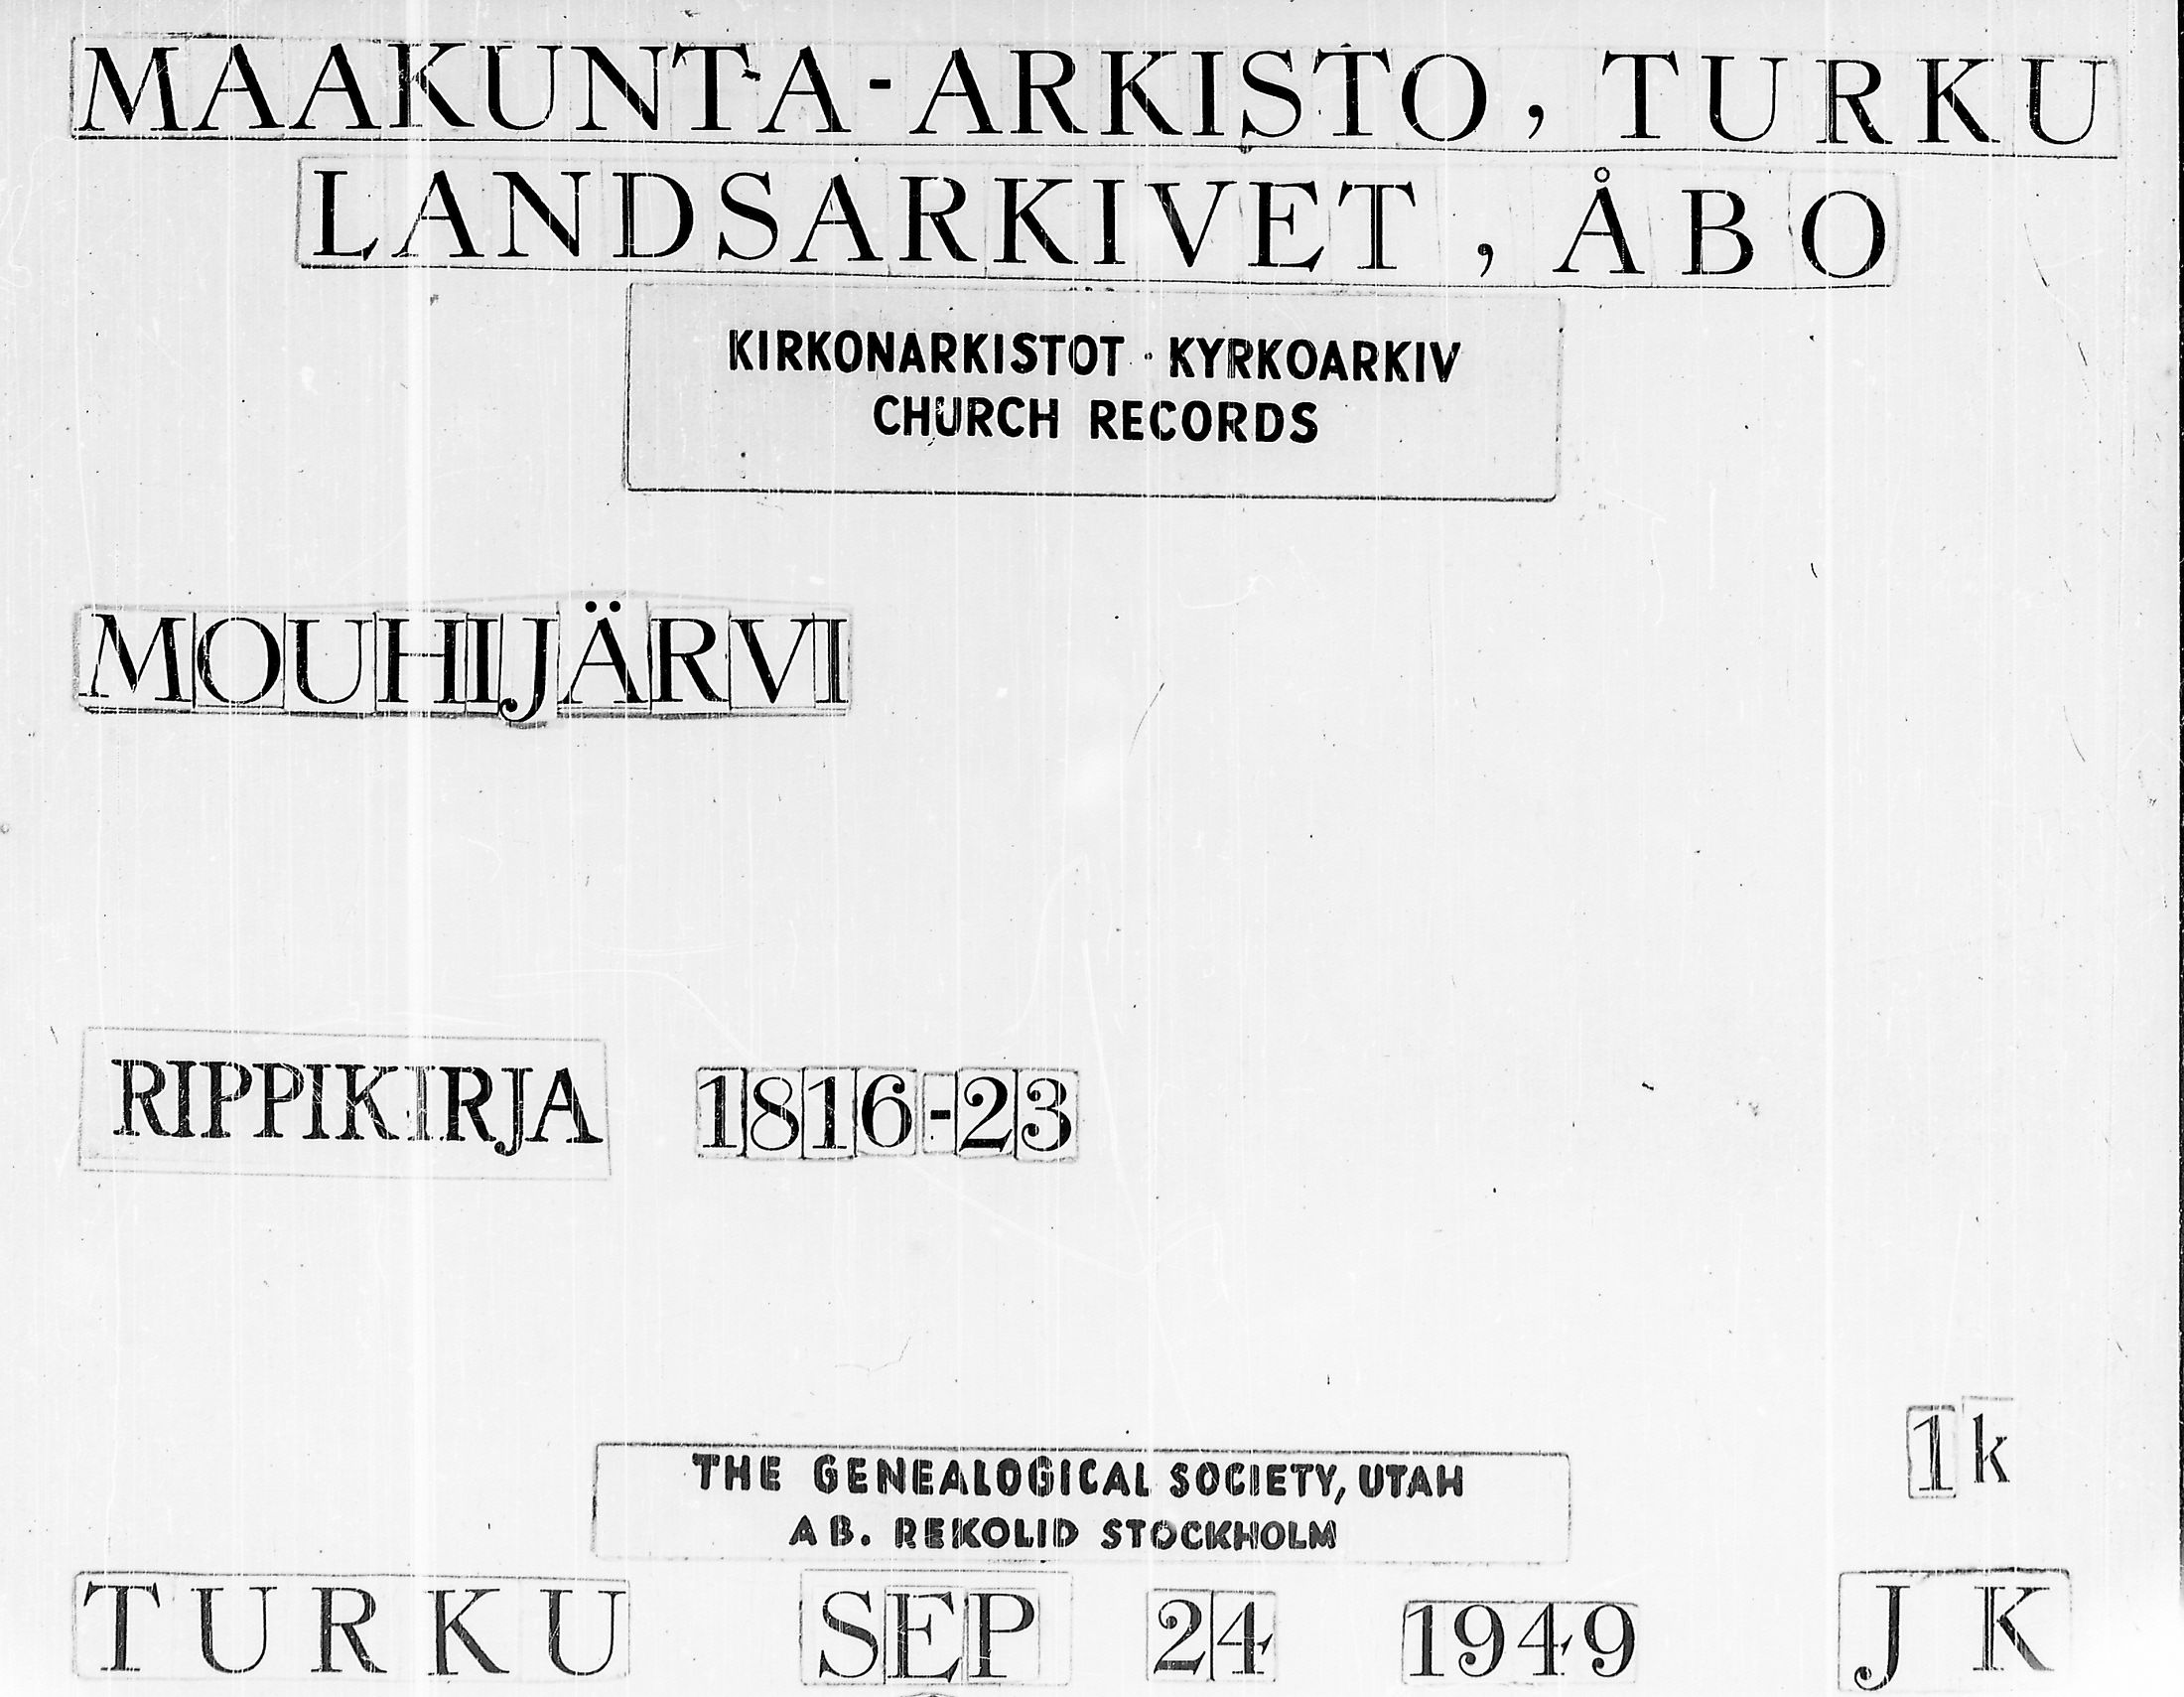 MAAKUNTA-ARKISTO, TURKU
LANDSARKIVET, ÅBO
KIRKONARKISTOT · KYRKOARKIV
CHURCH RECORDS
MOUHIJÄRVI
RIPPIKIRJA 1816-23
1k
THE GENEALOGICAL SOCIETY, UTAH
AB. REKOLID STOCKHOLM
TURKU SEP 24 1949 JK